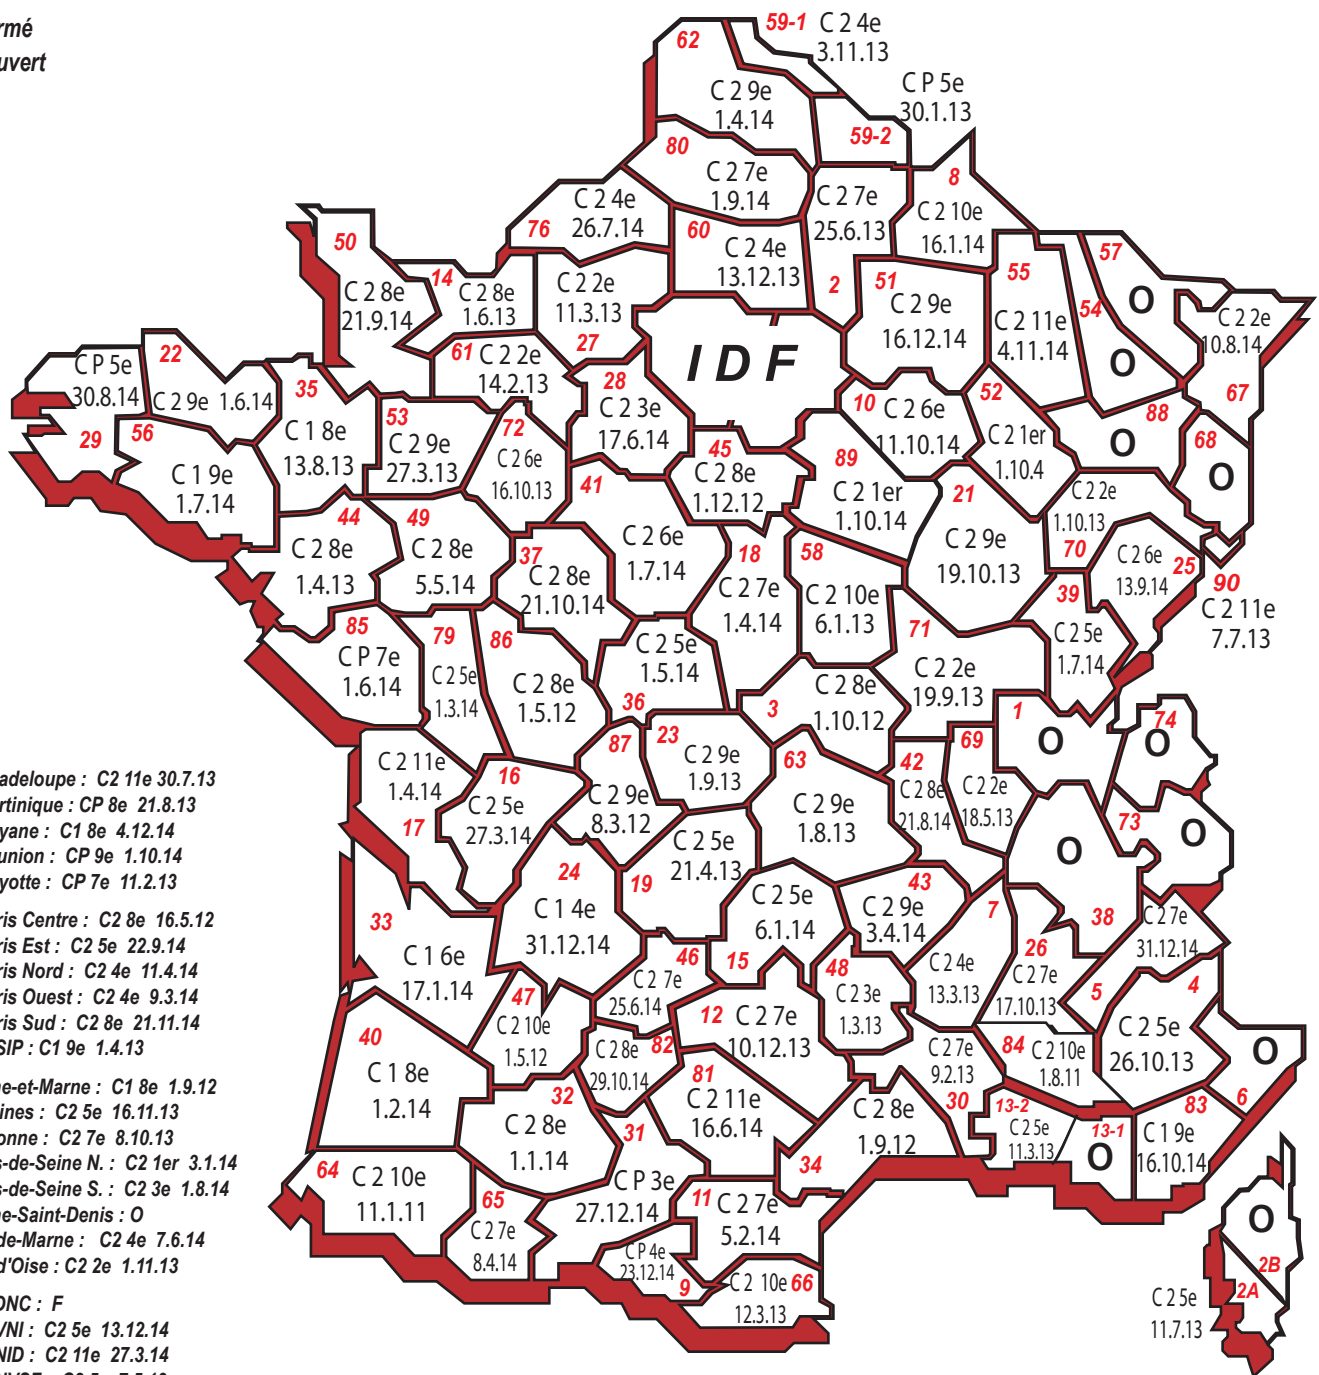 rmé
uvert
62
59-1
C 2 4e
3.11.13
C 2 9e
1.4.14
C P 5e
30.1.13
59-2
80
C 2 7e
1.9.14
8
C 2 7e
25.6.13
C 2 10e
16.1.14
76
C 2 4e
26.7.14
60
C 2 4e
13.12.13
2
50
C 2 8e
21.9.14
14
C 2 8e
1.6.13
C 2 2e
11.3.13
27
51
C 2 9e
16.12.14
55
C 2 11e
4.11.14
57
O
54
O
C 2 2e
10.8.14
67
I D F
61
C 2 2e
14.2.13
28
C 2 3e
17.6.14
10
C 2 6e
11.10.14
52
C 2 1er
1.10.4
88
O
68
O
C P 5e
30.8.14
29
22
C 2 9e 1.6.14
35
C 1 8e
13.8.13
56
C 1 9e
1.7.14
53
C 2 9e
27.3.13
72
C 2 6e
16.10.13
45
C 2 8e
1.12.12
41
C 2 6e
1.7.14
89
C 2 1er
1.10.14
21
C 2 9e
19.10.13
C 2 2e
1.10.13
70
C 2 6e
13.9.14
25
90
C 2 11e
7.7.13
44
C 2 8e
1.4.13
49
C 2 8e
5.5.14
37
C 2 8e
21.10.14
18
C 2 7e
1.4.14
58
C 2 10e
6.1.13
39
C 2 5e
1.7.14
85
C P 7e
1.6.14
79
C 2 5e
1.3.14
86
C 2 8e
1.5.12
C 2 5e
1.5.14
36
71
C 2 2e
19.9.13
3
C 2 8e
1.10.12
1
O
74
O
C 2 11e
1.4.14
17
16
C 2 5e
27.3.14
87
C 2 9e
8.3.12
23
C 2 9e
1.9.13
63
C 2 9e
1.8.13
42
C 2 8e
21.8.14
69
C 2 2e
18.5.13
73
O
O
38
adeloupe : C2 11e 30.7.13
rtinique : CP 8e 21.8.13
yane : C1 8e 4.12.14
union : CP 9e 1.10.14
yotte : CP 7e 11.2.13
ris Centre : C2 8e 16.5.12
ris Est : C2 5e 22.9.14
ris Nord : C2 4e 11.4.14
ris Ouest : C2 4e 9.3.14
ris Sud : C2 8e 21.11.14
SIP : C1 9e 1.4.13
ne-et-Marne : C1 8e 1.9.12
lines : C2 5e 16.11.13
onne : C2 7e 8.10.13
s-de-Seine N. : C2 1er 3.1.14
s-de-Seine S. : C2 3e 1.8.14
ne-Saint-Denis : O
de-Marne : C2 4e 7.6.14
d'Oise : C2 2e 1.11.13
ONC : F
VNI : C2 5e 13.12.14
NID : C2 11e 27.3.14
24
C 1 4e
31.12.14
19
C 2 5e
21.4.13
C 2 5e
6.1.14
15
43
C 2 9e
3.4.14
7
C 2 4e
13.3.13
26
C 2 7e
17.10.13
C 2 7e
31.12.14
5
33
C 1 6e
17.1.14
47
C 2 10e
1.5.12
46
C 2 7e
25.6.14
48
C 2 3e
1.3.13
4
C 2 5e
26.10.13
40
C 1 8e
1.2.14
82
C 2 8e
29.10.14
12
C 2 7e
10.12.13
C 2 7e
9.2.13
30
84
C 2 10e
1.8.11
O
6
32
C 2 8e
1.1.14
81
C 2 11e
16.6.14
C 2 8e
1.9.12
34
13-2
C 2 5e
11.3.13
13-1
O
83
C 1 9e
16.10.14
64
C 2 10e
11.1.11
65
C 2 7e
8.4.14
31
C P 3e
27.12.14
11
C 2 7e
5.2.14
C P 4e
23.12.14
9
C 2 10e
12.3.13
66
O
2B
2A
C 2 5e
11.7.13